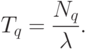 T_q = \frac{N_q}{\lambda}.